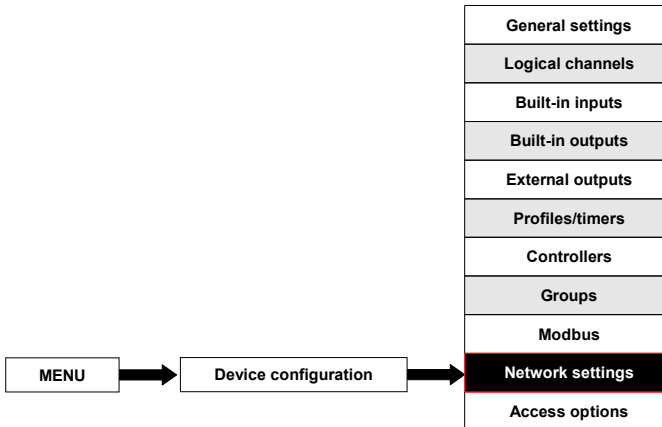 General settings
Logical channels
Built-in inputs
Built-in outputs
External outputs
Profiles/timers
Controllers
Groups
Modbus
MENU
Device configuration
Network settings
Access options